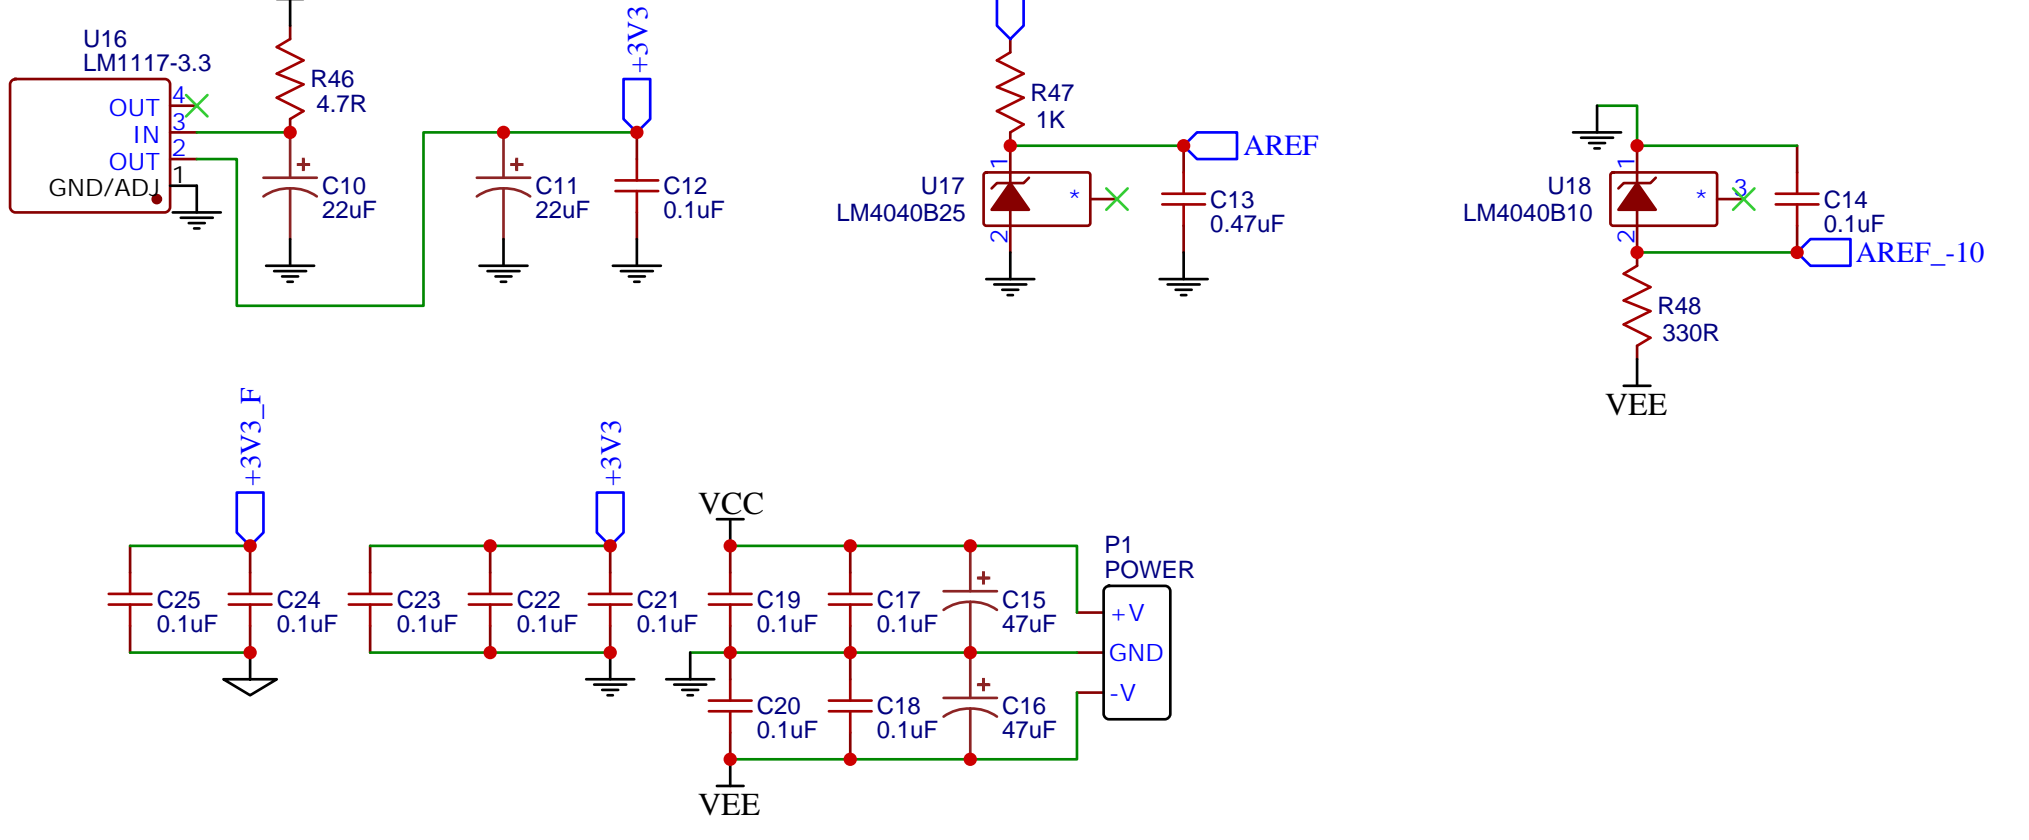 U16
LM1117-3.3
OUT
4
IN
3
OUT
2
GND/ADJ
1
R46
4.7R
+
C10
22uF
+
C11
22uF
+3V3
C12
0.1uF
R47
1K
AREF
U17
LM4040B25
1
*
2
C13
0.47uF
U18
LM4040B10
1
*
3
2
C14
0.1uF
AREF_-10
R48
330R
VEE
+3V3_F
C25
0.1uF
C24
0.1uF
+3V3
C23
0.1uF
C22
0.1uF
C21
0.1uF
VCC
C19
0.1uF
C17
0.1uF
+
C15
47uF
P1
POWER
+V
GND
-V
C20
0.1uF
C18
0.1uF
+
C16
47uF
VEE